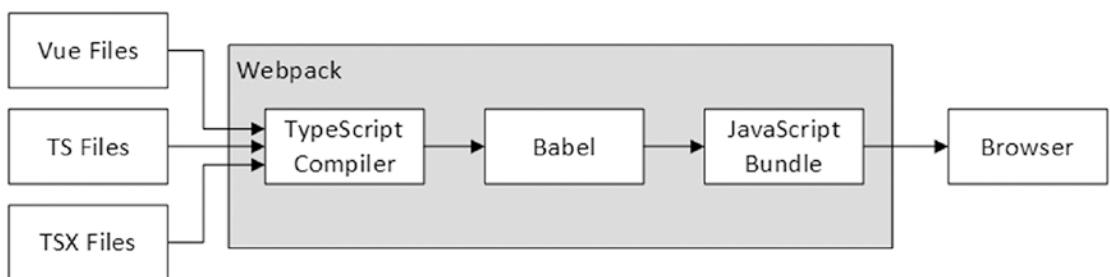 Vue Files
Webpack
TypeScript
Compiler
TS Files
Babel
JavaScript
Bundle
Browser
TSX Files